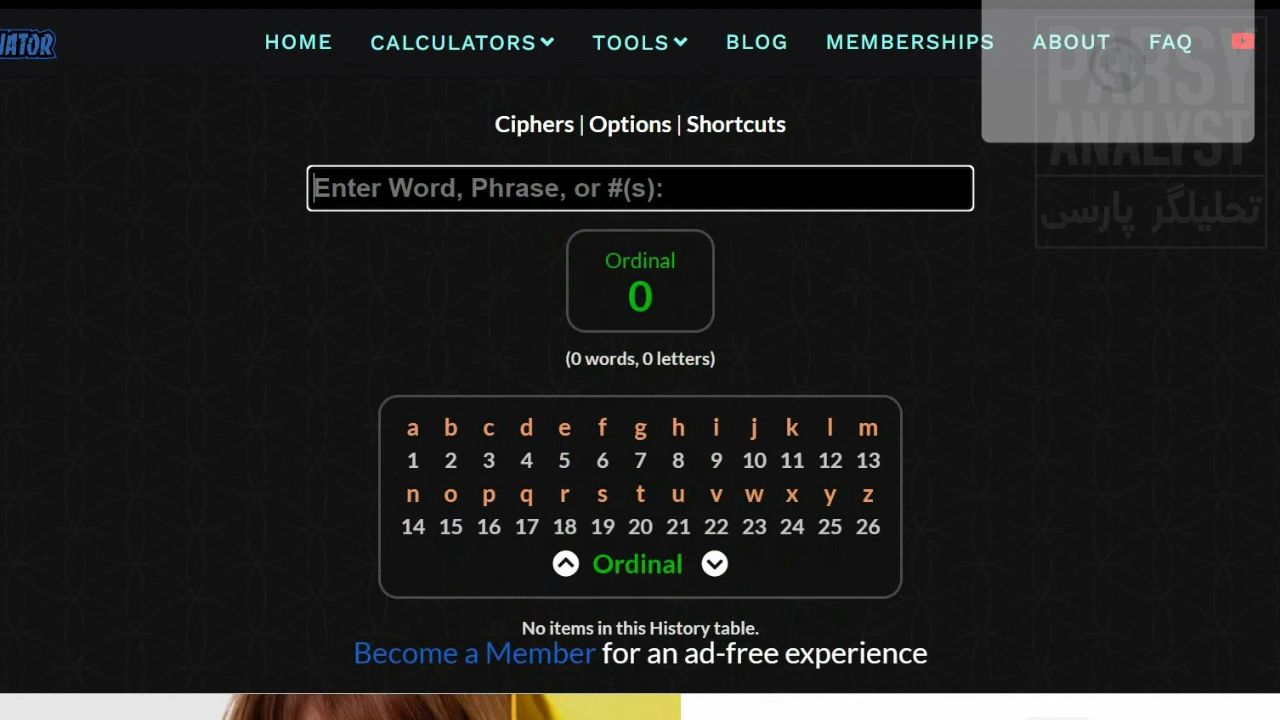 NATOR HOME CALCULATORS TOOLS BLOG MEMBERSHIPS ABOUT FAQ
PARSY
ANALYST
تحلیلگر پارسی
Ciphers | Options | Shortcuts
Enter Word, Phrase, or #(s):
Ordinal
0
(0 words, 0 letters)
a b c d e f g h i j k l m
1 2 3 4 5 6 7 8 9 10 11 12 13
n o p q r s t u v w x y z
14 15 16 17 18 19 20 21 22 23 24 25 26
Ordinal
No items in this History table.
Become a Member for an ad-free experience